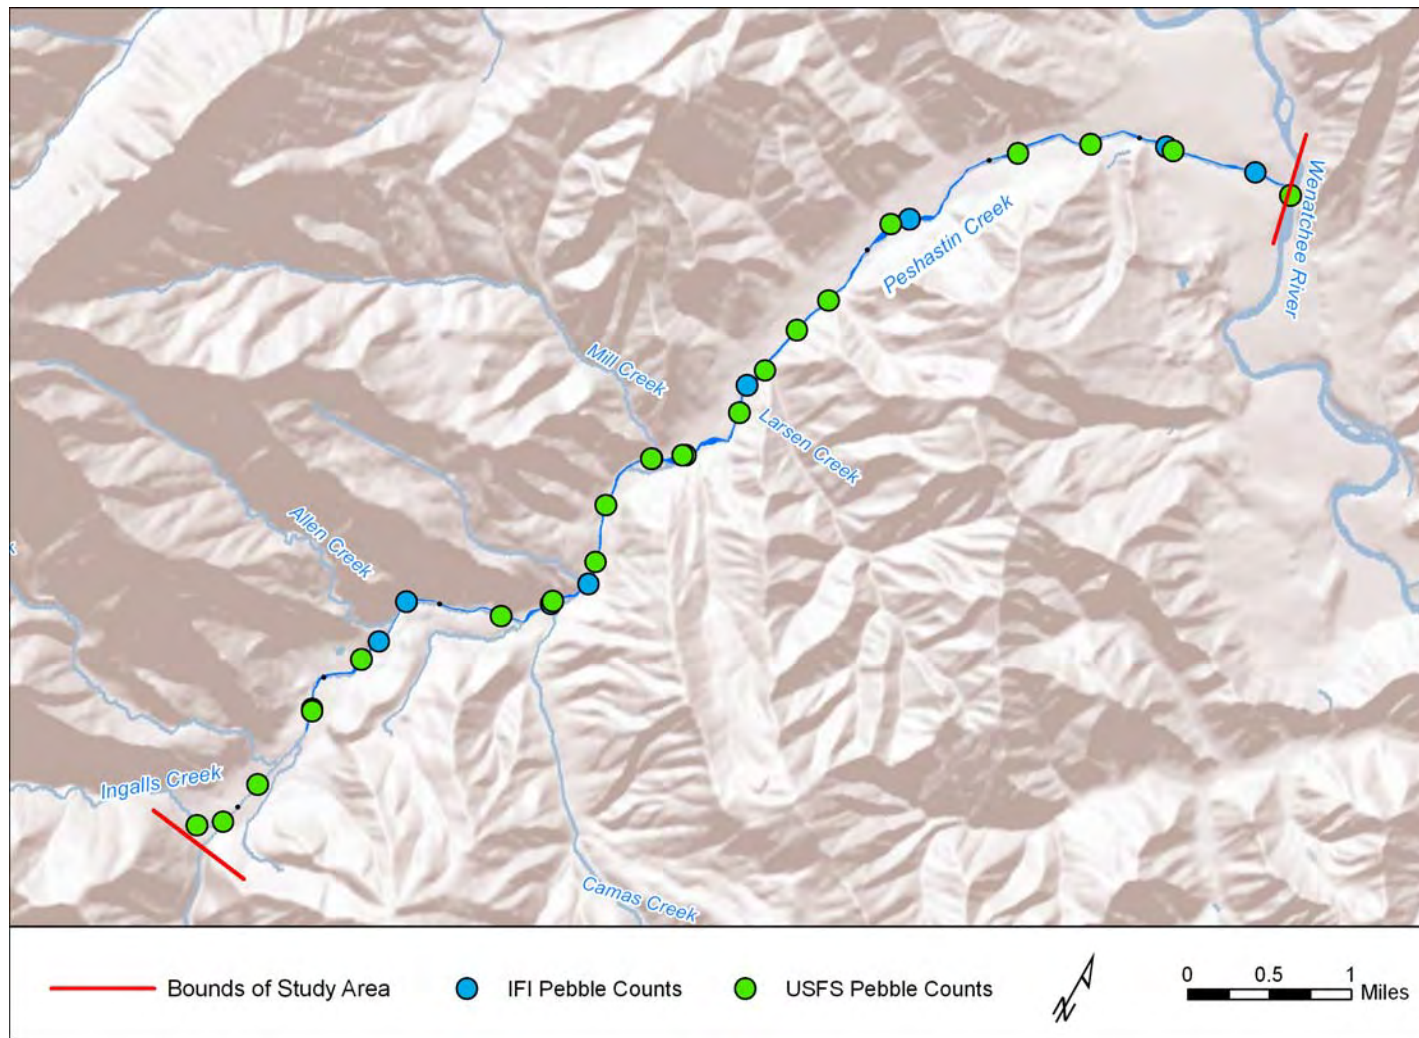 Wenatchee River
Peshastin Creek
Mill Creek
Larsen Creek
Allen Creek
Ingalls Creek
Camas Creek
Bounds of Study Area
IFI Pebble Counts
USFS Pebble Counts
N
0 0.5 1
Miles